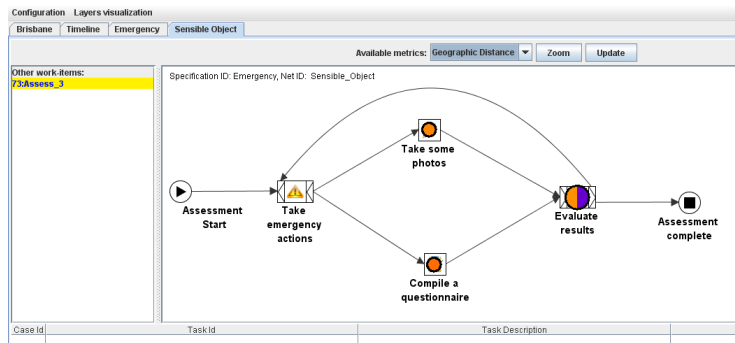 Configuration Layers visualization
Brisbane Timeline Emergency Sensible Object
Available metrics: Geographic Distance Zoom Update
Other work-items:
73:Assess_3
Specification ID: Emergency, Net ID: Sensible_Object
Take some
photos
Assessment
Start
Take
emergency
actions
Evaluate
results
Assessment
complete
Compile a
questionnaire
Case Id Task Id Task Description